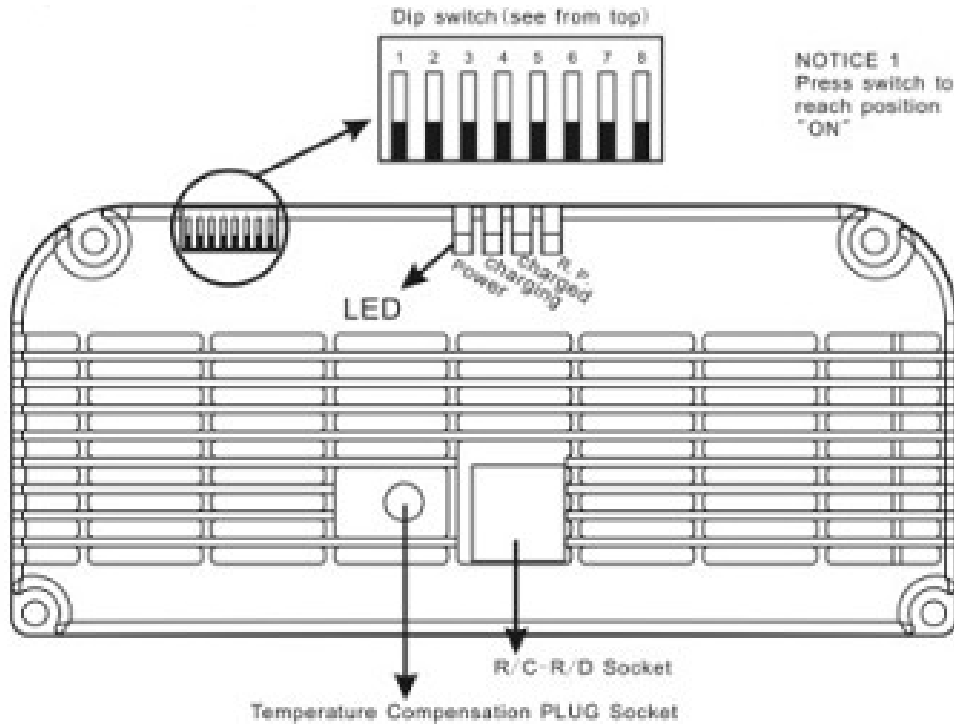 Dip switch (see from top)
1 2 3 4 5 6 7 8
NOTICE 1
Press switch to
reach position
"ON"
power
charging
charged
R. P.
LED
R/C-R/D Socket
Temperature Compensation PLUG Socket